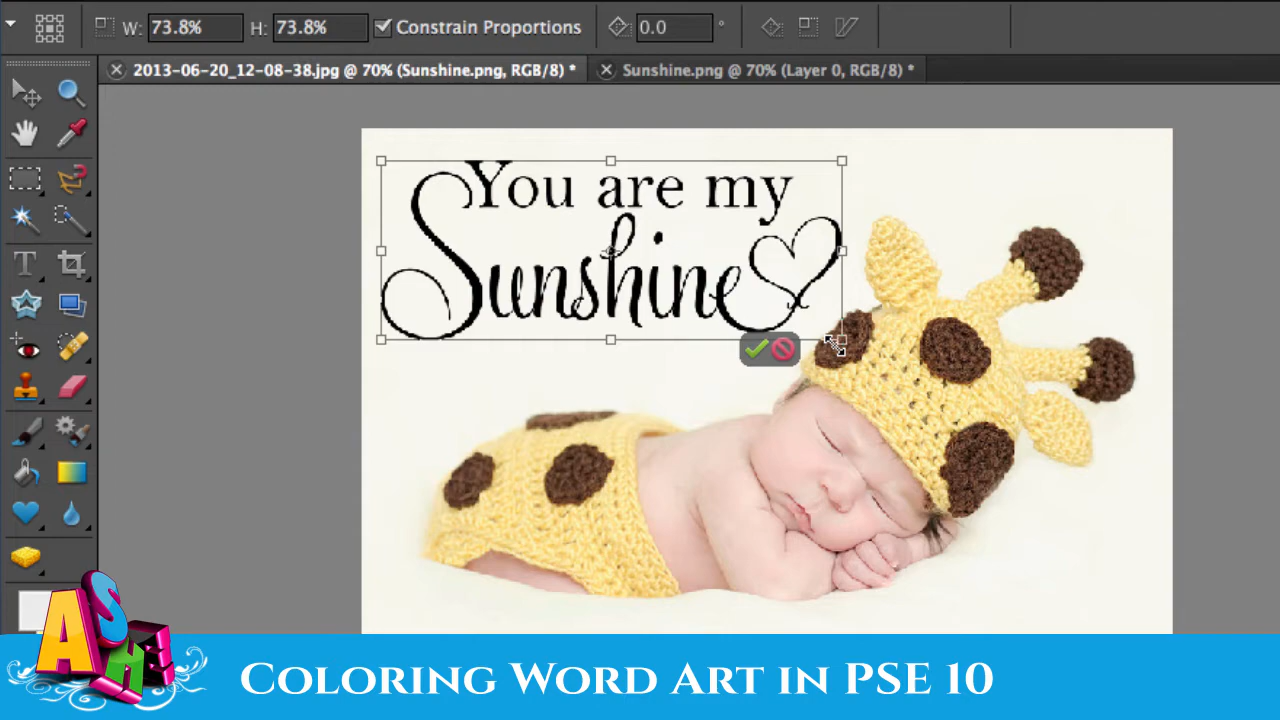 W: 73.8% H: 73.8% Constrain Proportions 0.0 °
2013-06-20_12-08-38.jpg @ 70% (Sunshine.png, RGB/8) * Sunshine.png @ 70% (Layer 0, RGB/8) *
You are my
Sunshine
T
ASHE
Coloring Word Art in PSE 10